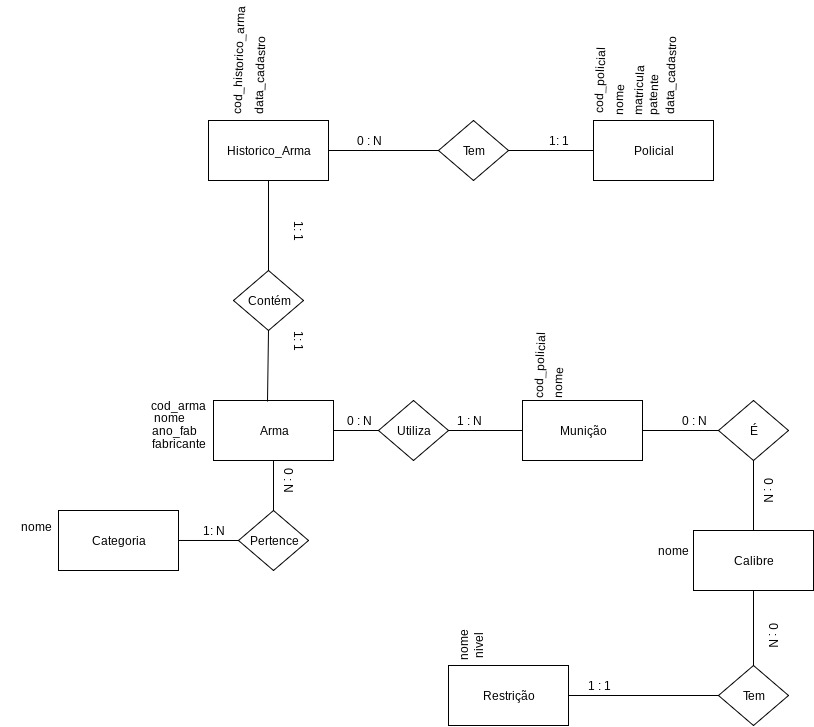 cod_historico_arma
data_cadastro
cod_policial
nome
matricula
patente
data_cadastro
Historico_Arma
0 : N
Tem
1: 1
Policial
1: 1
Contém
1: 1
cod_arma
nome
ano_fab
fabricante
Arma
0 : N
Utiliza
1 : N
cod_policial
nome
Munição
0 : N
É
0 : N
0 : N
nome
Categoria
1: N
Pertence
nome
Calibre
0 : N
nome
nivel
Restrição
1 : 1
Tem